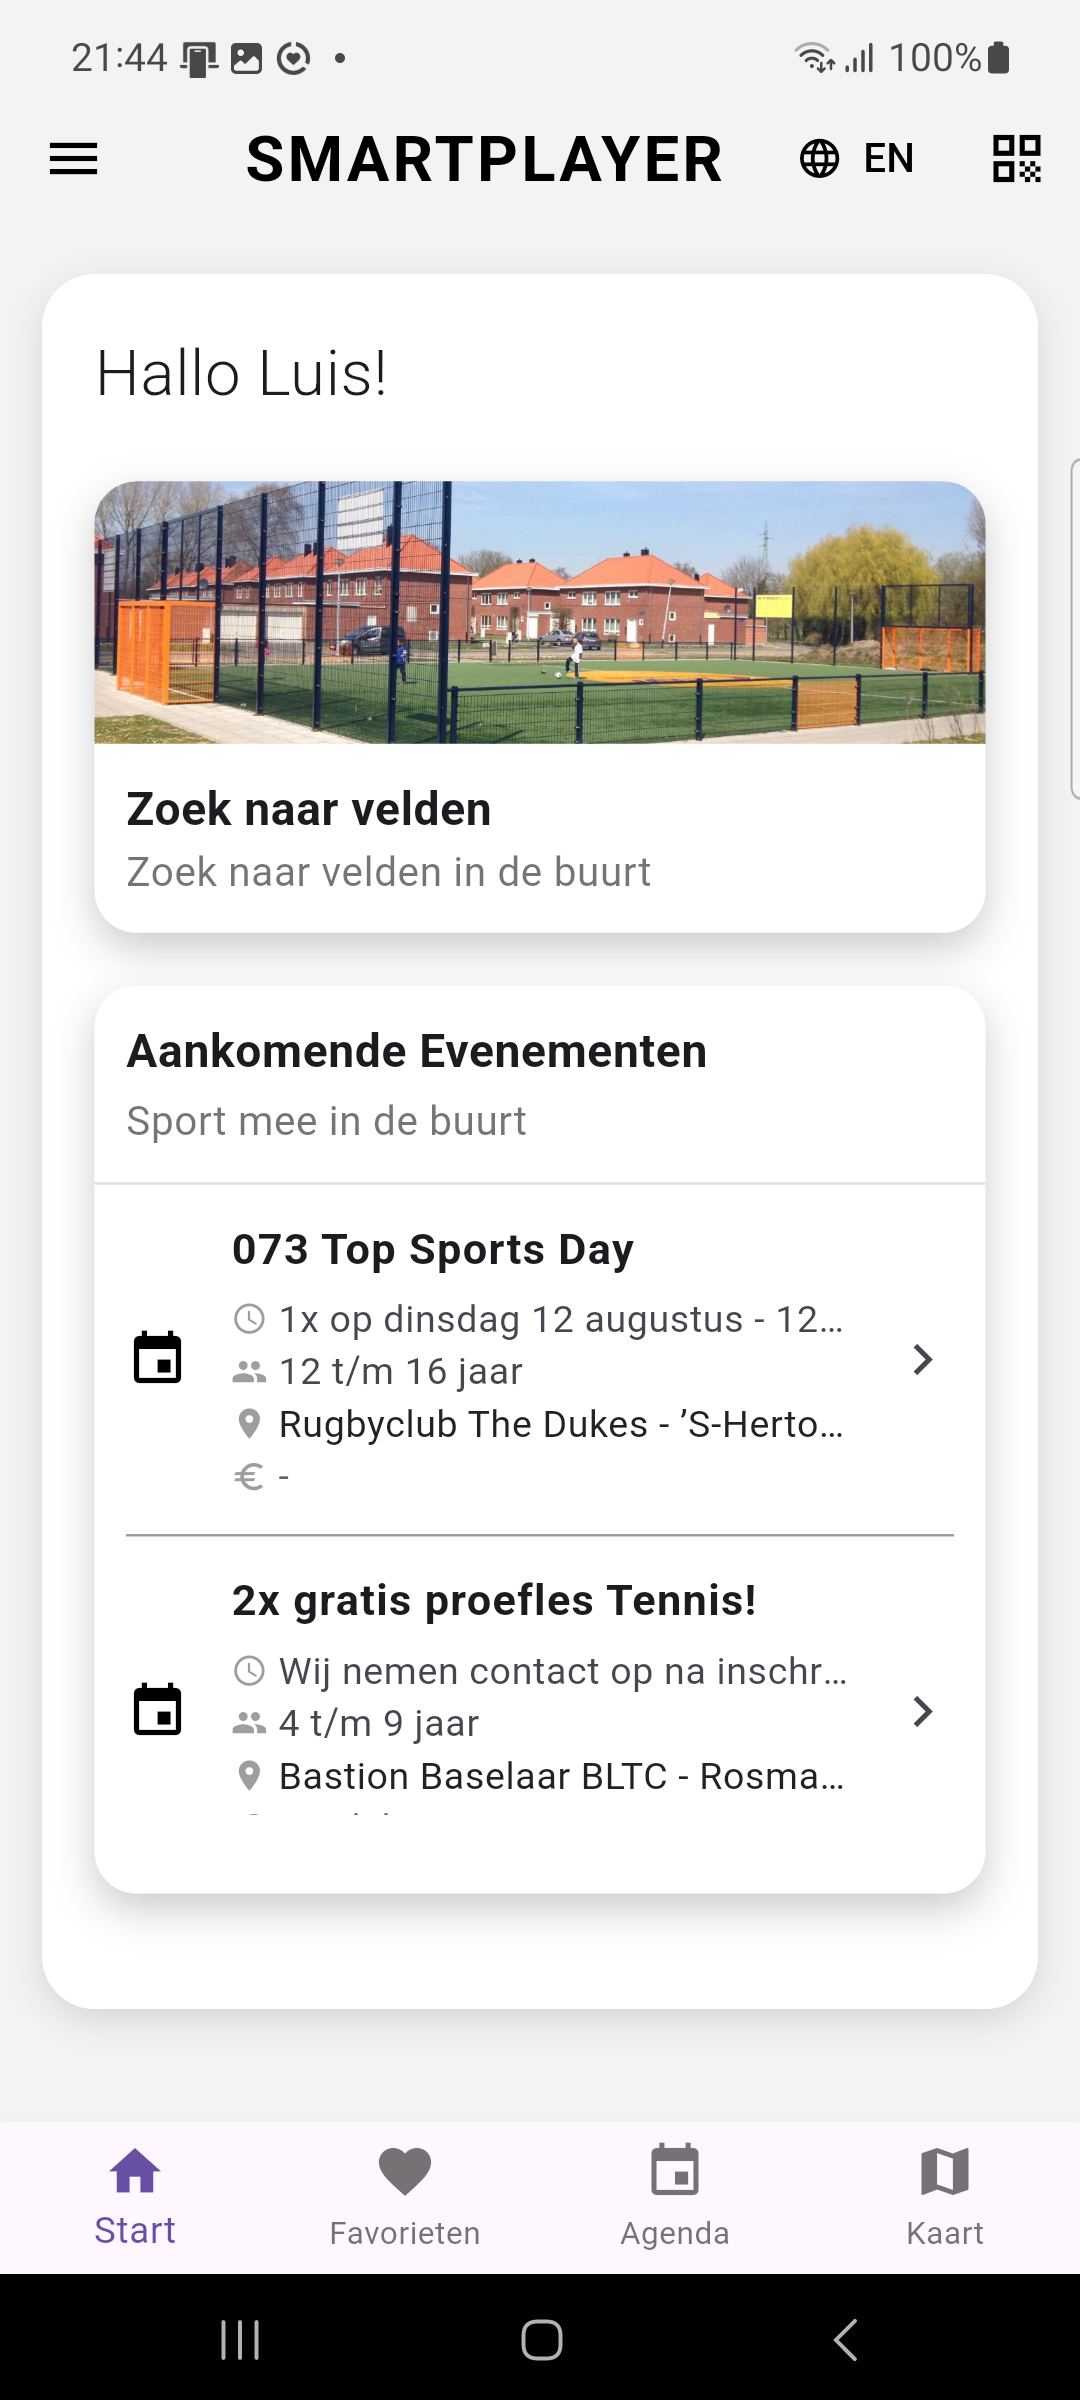 21:44
100%
SMARTPLAYER
EN
Hallo Luis!
Zoek naar velden
Zoek naar velden in de buurt
Aankomende Evenementen
Sport mee in de buurt
073 Top Sports Day
1x op dinsdag 12 augustus - 12...
12 t/m 16 jaar
Rugbyclub The Dukes - ’S-Herto...
-
2x gratis proefles Tennis!
Wij nemen contact op na inschr...
4 t/m 9 jaar
Bastion Baselaar BLTC - Rosma...
Start
Favorieten
Agenda
Kaart